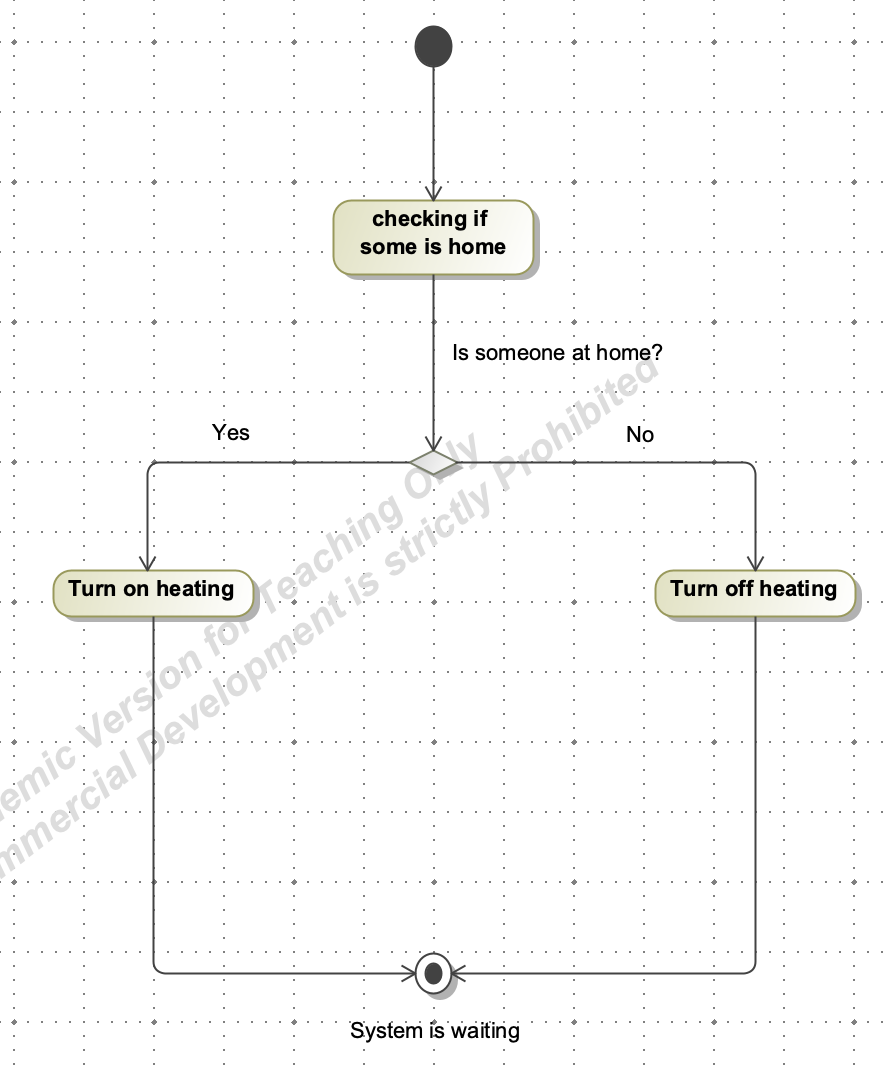 checking if
some is home
Is someone at home?
Yes
No
Turn on heating
Turn off heating
System is waiting
emic Version for Teaching Only
mmercial Development is strictly Prohibited